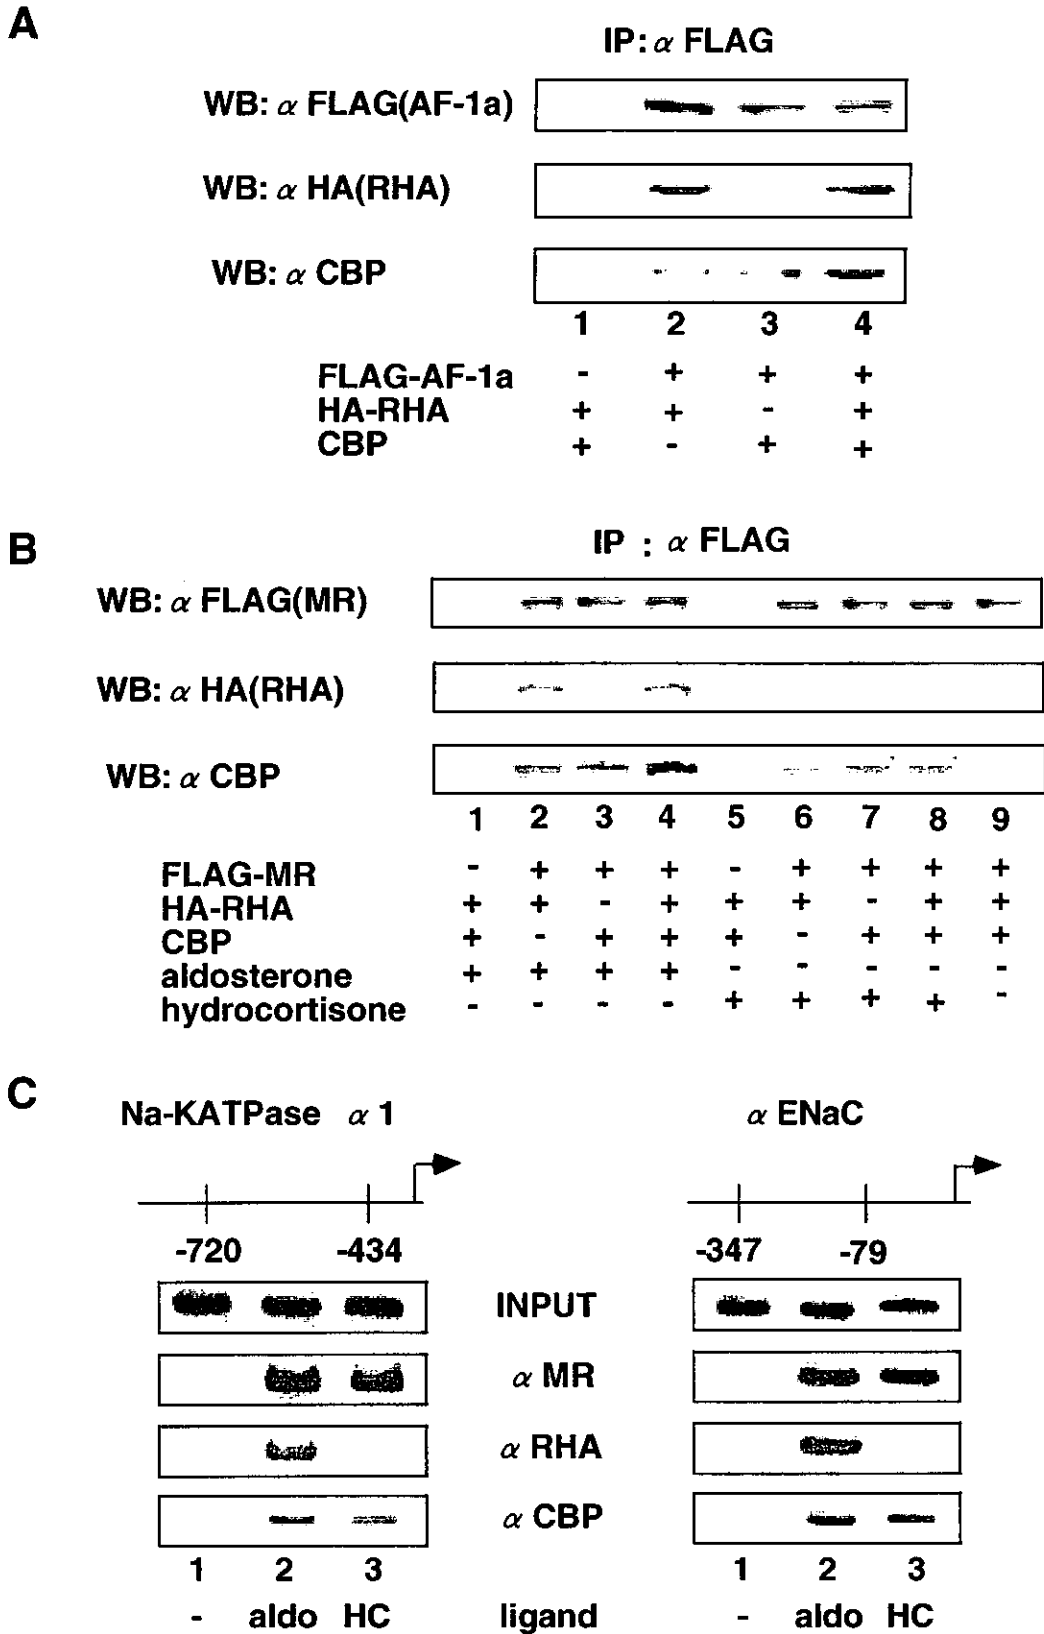 A
IP: α FLAG
WB: α FLAG(AF-1a)
WB: α HA(RHA)
WB: α CBP
1 2 3 4
FLAG-AF-1a - + + +
HA-RHA + + - +
CBP + - + +
B
IP : α FLAG
WB: α FLAG(MR)
WB: α HA(RHA)
WB: α CBP
1 2 3 4 5 6 7 8 9
FLAG-MR - + + + - + + + +
HA-RHA + + - + + + - + +
CBP + - + + + - + + +
aldosterone + + + + - - - - -
hydrocortisone - - - - + + + + -
C
Na-KATPase α 1
α ENaC
-720 -434
-347 -79
INPUT
α MR
α RHA
α CBP
1 2 3 1 2 3
- aldo HC ligand - aldo HC